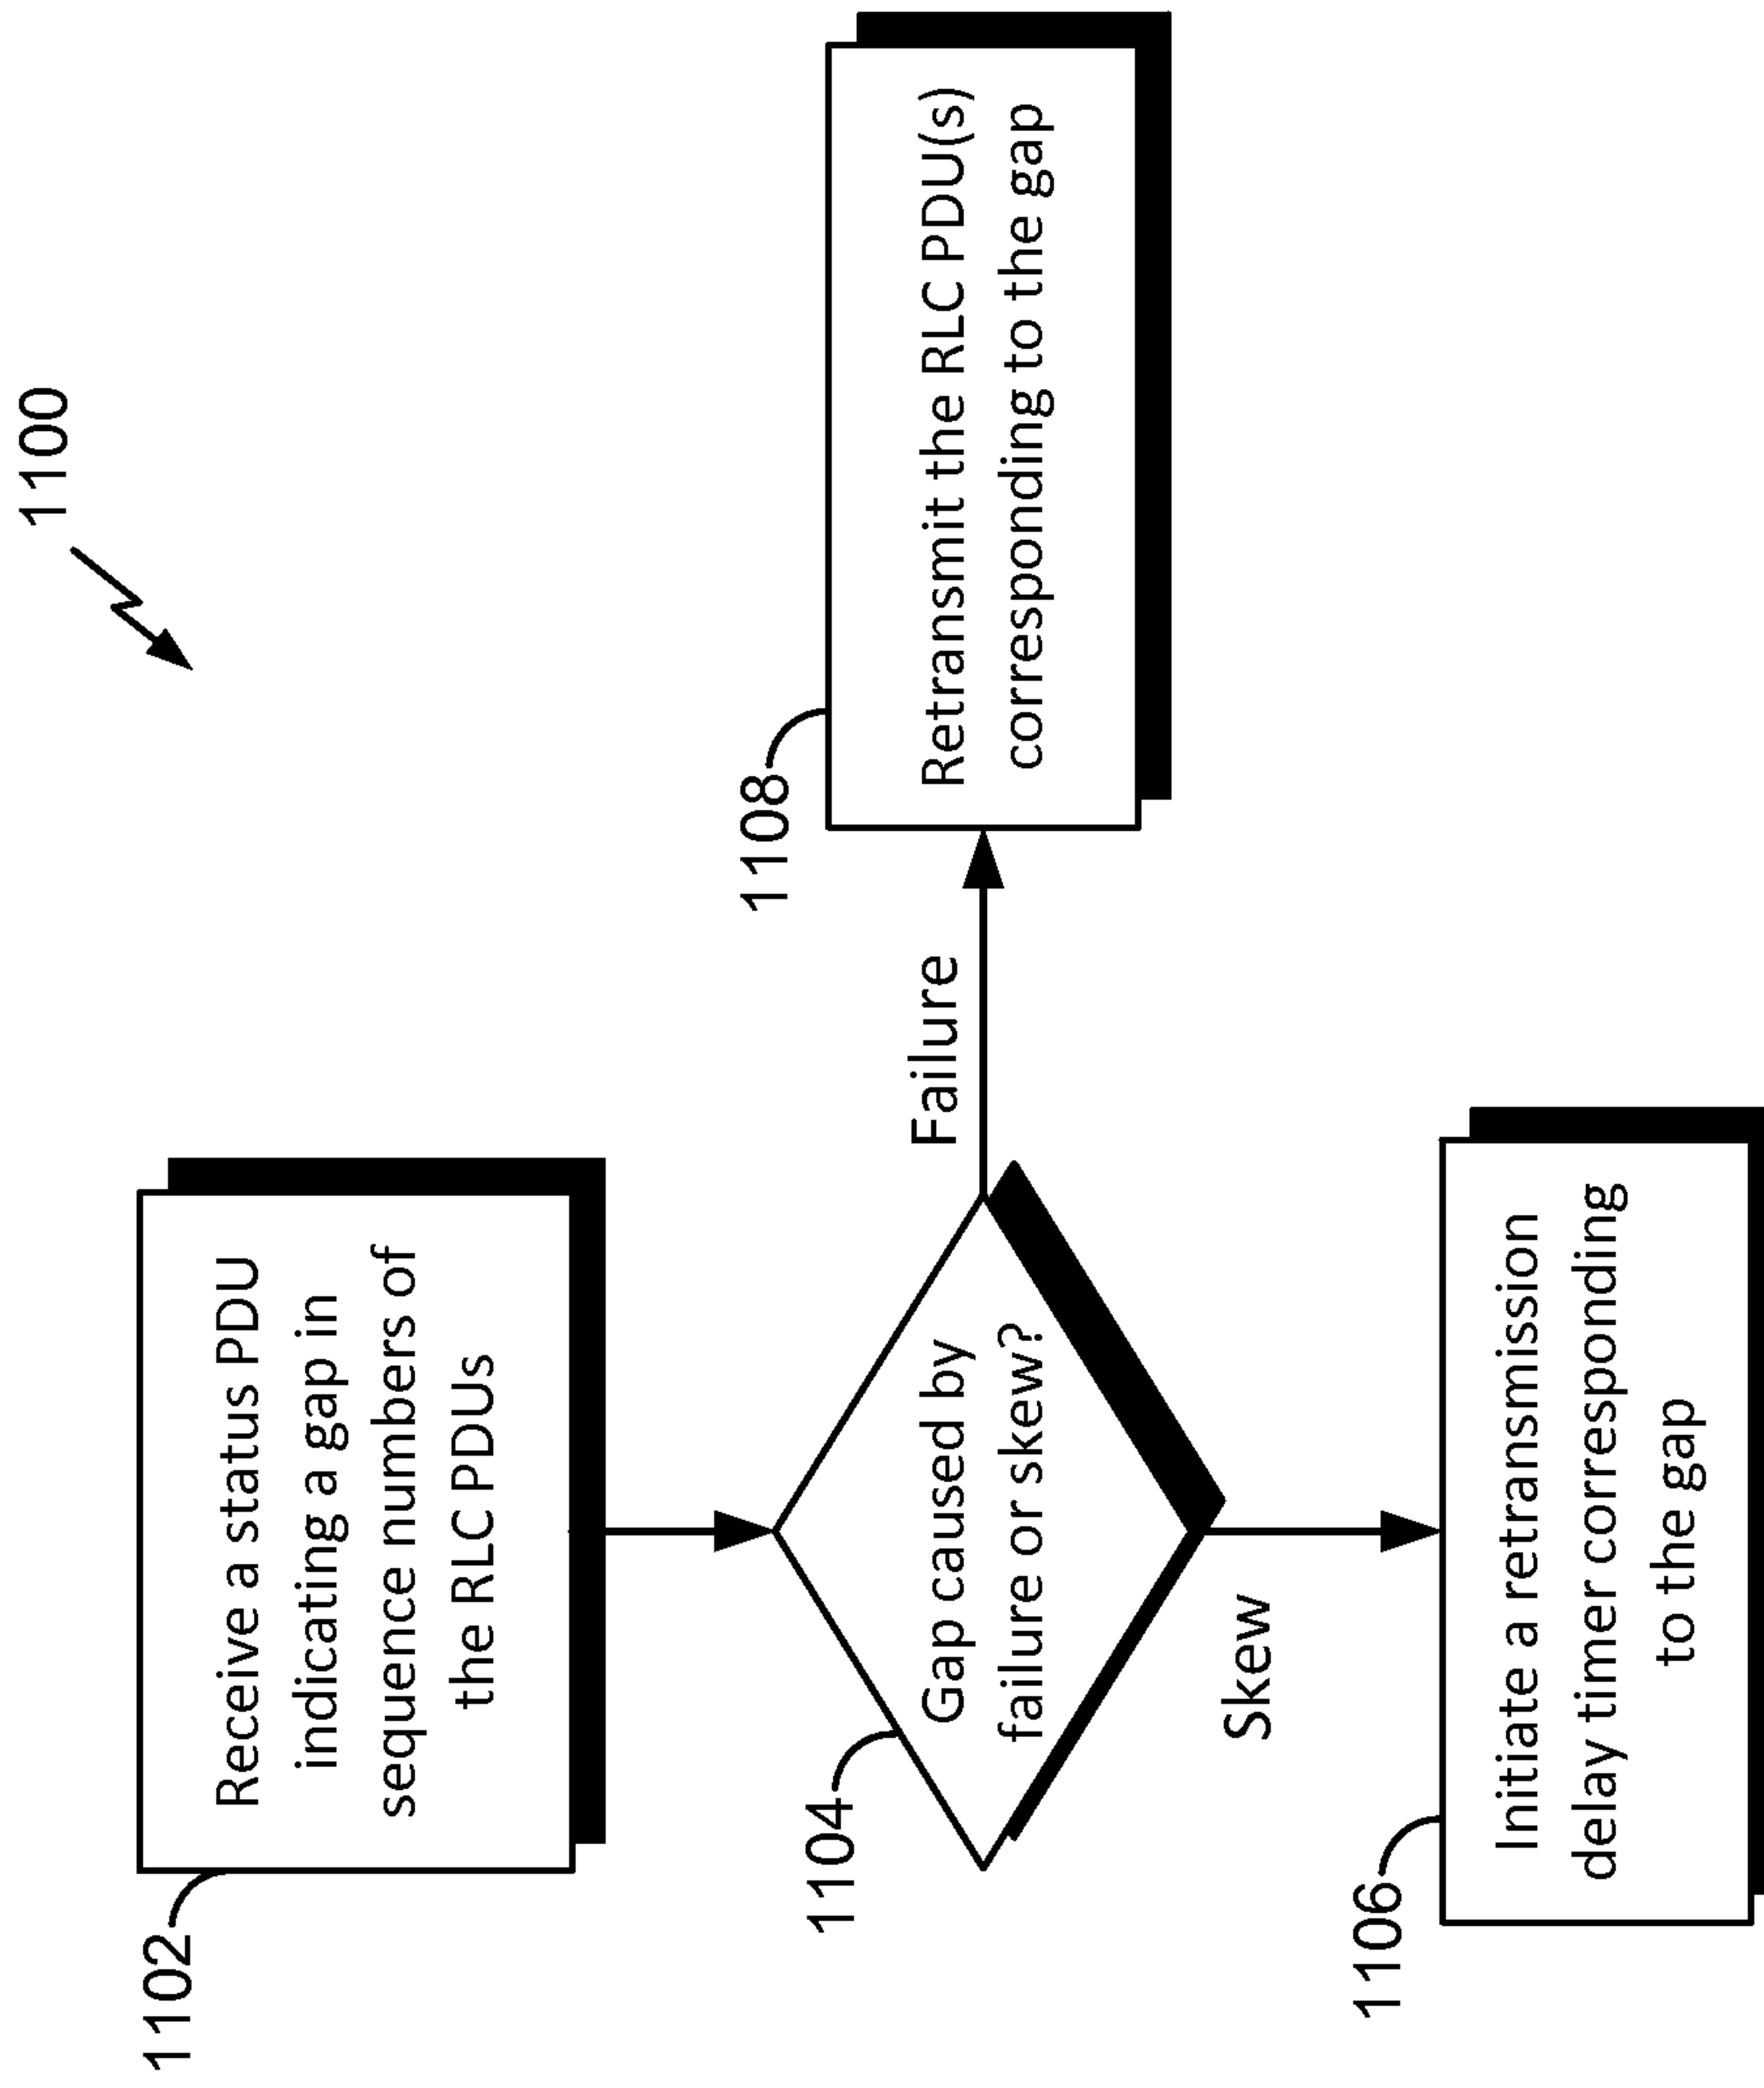 1100
1102
Receive a status PDU
indicating a gap in
sequence numbers of
the RLC PDUs
1104
Gap caused by
failure or skew?
Failure
1108
Retransmit the RLC PDU(s)
corresponding to the gap
Skew
1106
Initiate a retransmission
delay timer corresponding
to the gap